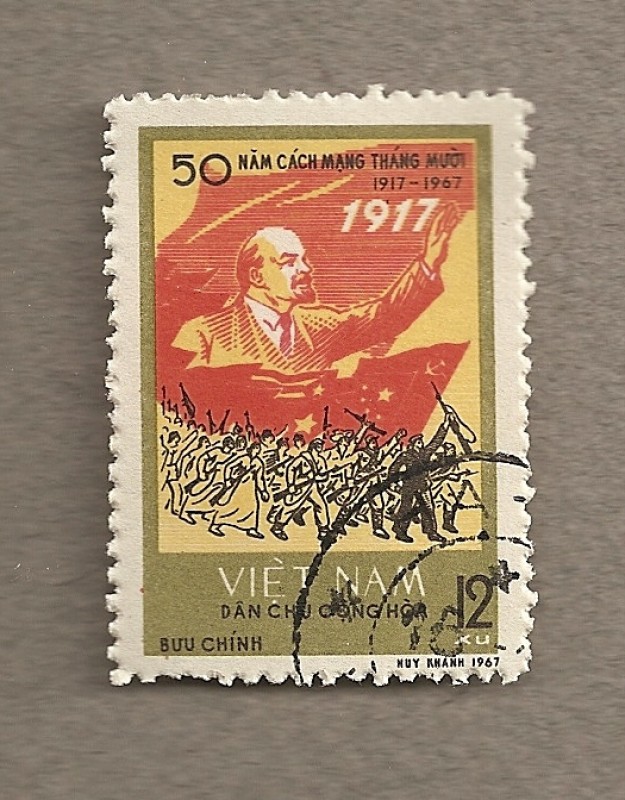 50 NĂM CÁCH MẠNG THÁNG MƯỜI
1917-1967
1917
VIỆT NAM
DÂN CHỦ CỘNG HÒA
12
XU
BƯU CHÍNH
HUY KHÁNH 1967